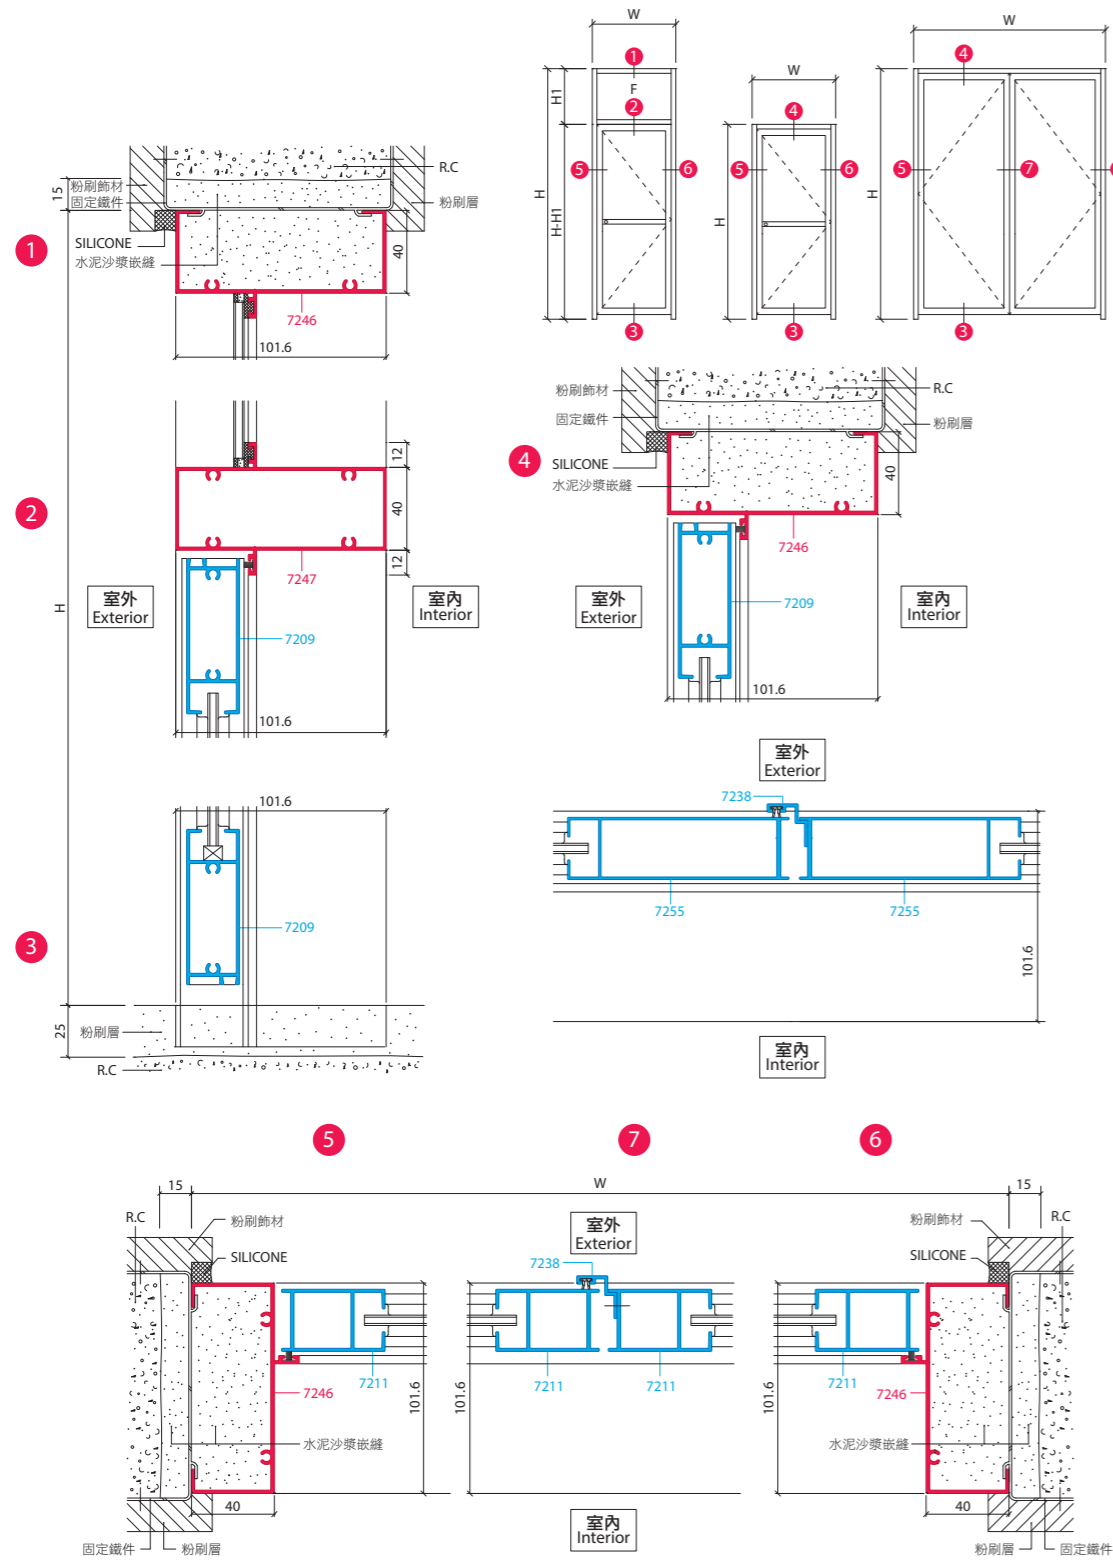 W
1
F
2
5
6
3
H1
H-H1
H
W
4
5
6
3
H
W
4
5
7
3
H
15
粉刷飾材
固定鐵件
SILICONE
水泥沙漿嵌縫
R.C
粉刷層
40
1
7246
101.6
2
12
40
12
7247
室外
Exterior
室內
Interior
7209
101.6
H
101.6
3
7209
25
粉刷層
R.C
粉刷飾材
固定鐵件
R.C
粉刷層
4
SILICONE
水泥沙漿嵌縫
40
7246
室外
Exterior
室內
Interior
7209
101.6
室外
Exterior
7238
7255
7255
101.6
室內
Interior
5
7
6
15
W
15
R.C
粉刷飾材
SILICONE
室外
Exterior
7238
粉刷飾材
R.C
SILICONE
7211
7246
101.6
水泥沙漿嵌縫
40
固定鐵件
粉刷層
101.6
7211
7211
室內
Interior
101.6
7211
7246
水泥沙漿嵌縫
40
粉刷層
固定鐵件